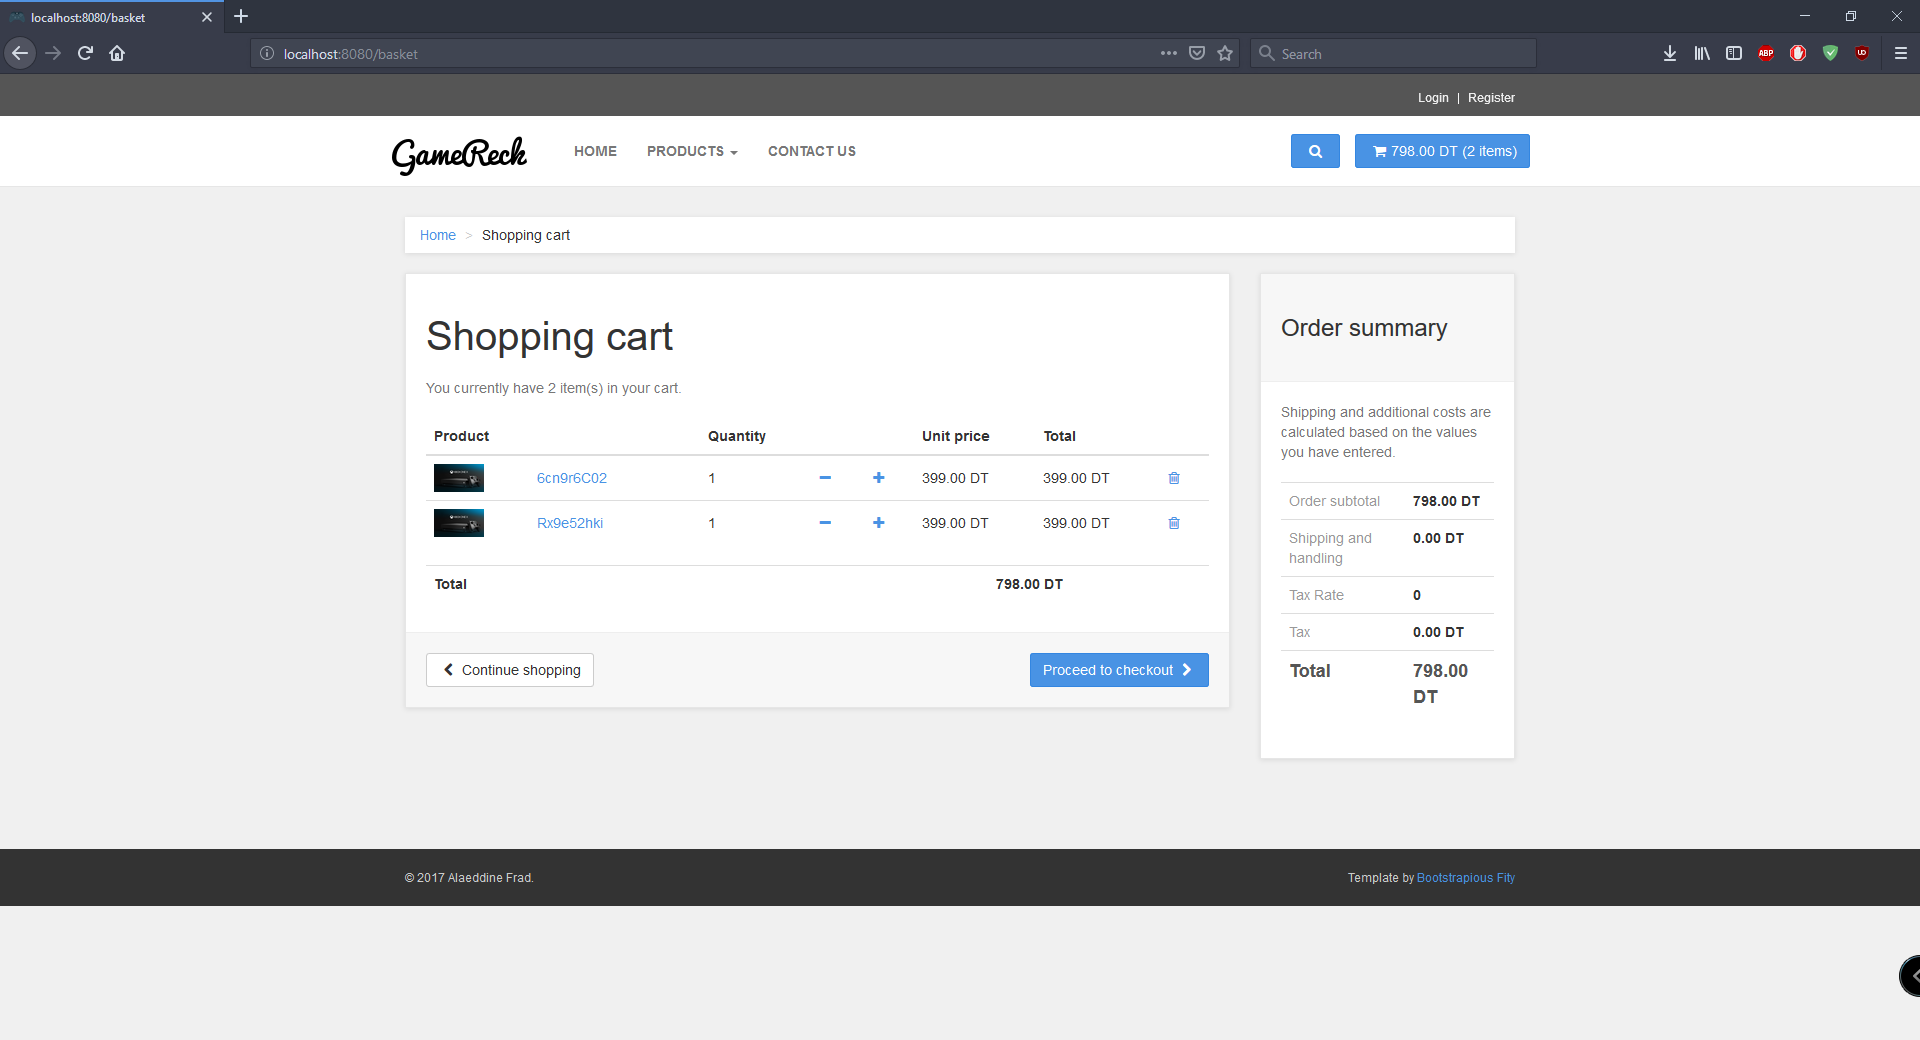 localhost:8080/basket
localhost:8080/basket
Search
ABP
Login | Register
GameReck
HOME
PRODUCTS
CONTACT US
798.00 DT (2 items)
Home > Shopping cart
Shopping cart
You currently have 2 item(s) in your cart.
Product Quantity Unit price Total
6cn9r6C02 1 399.00 DT 399.00 DT
Rx9e52hki 1 399.00 DT 399.00 DT
Total 798.00 DT
Continue shopping
Proceed to checkout
Order summary
Shipping and additional costs are
calculated based on the values
you have entered.
Order subtotal 798.00 DT
Shipping and 0.00 DT
handling
Tax Rate 0
Tax 0.00 DT
Total 798.00
DT
© 2017 Alaeddine Frad.
Template by Bootstrapious Fity